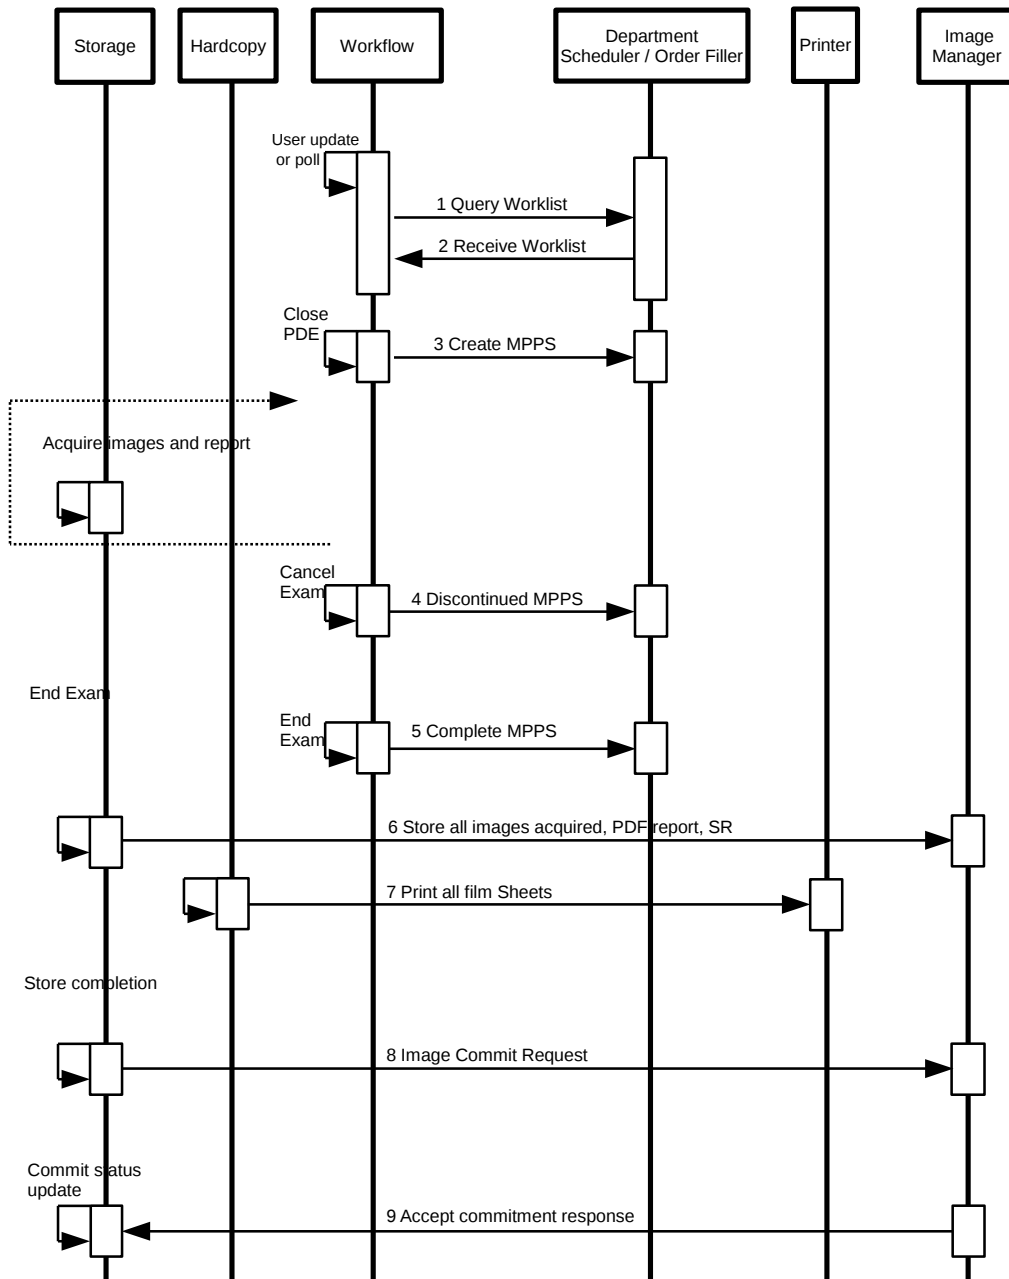 Storage
Hardcopy
Workflow
Department
Scheduler / Order Filler
Printer
Image
Manager
User update
or poll
1 Query Worklist
2 Receive Worklist
Close
PDE
3 Create MPPS
Acquire images and report
Cancel
Exam
4 Discontinued MPPS
End Exam
End
Exam
5 Complete MPPS
6 Store all images acquired, PDF report, SR
7 Print all film Sheets
Store completion
8 Image Commit Request
Commit status
update
9 Accept commitment response